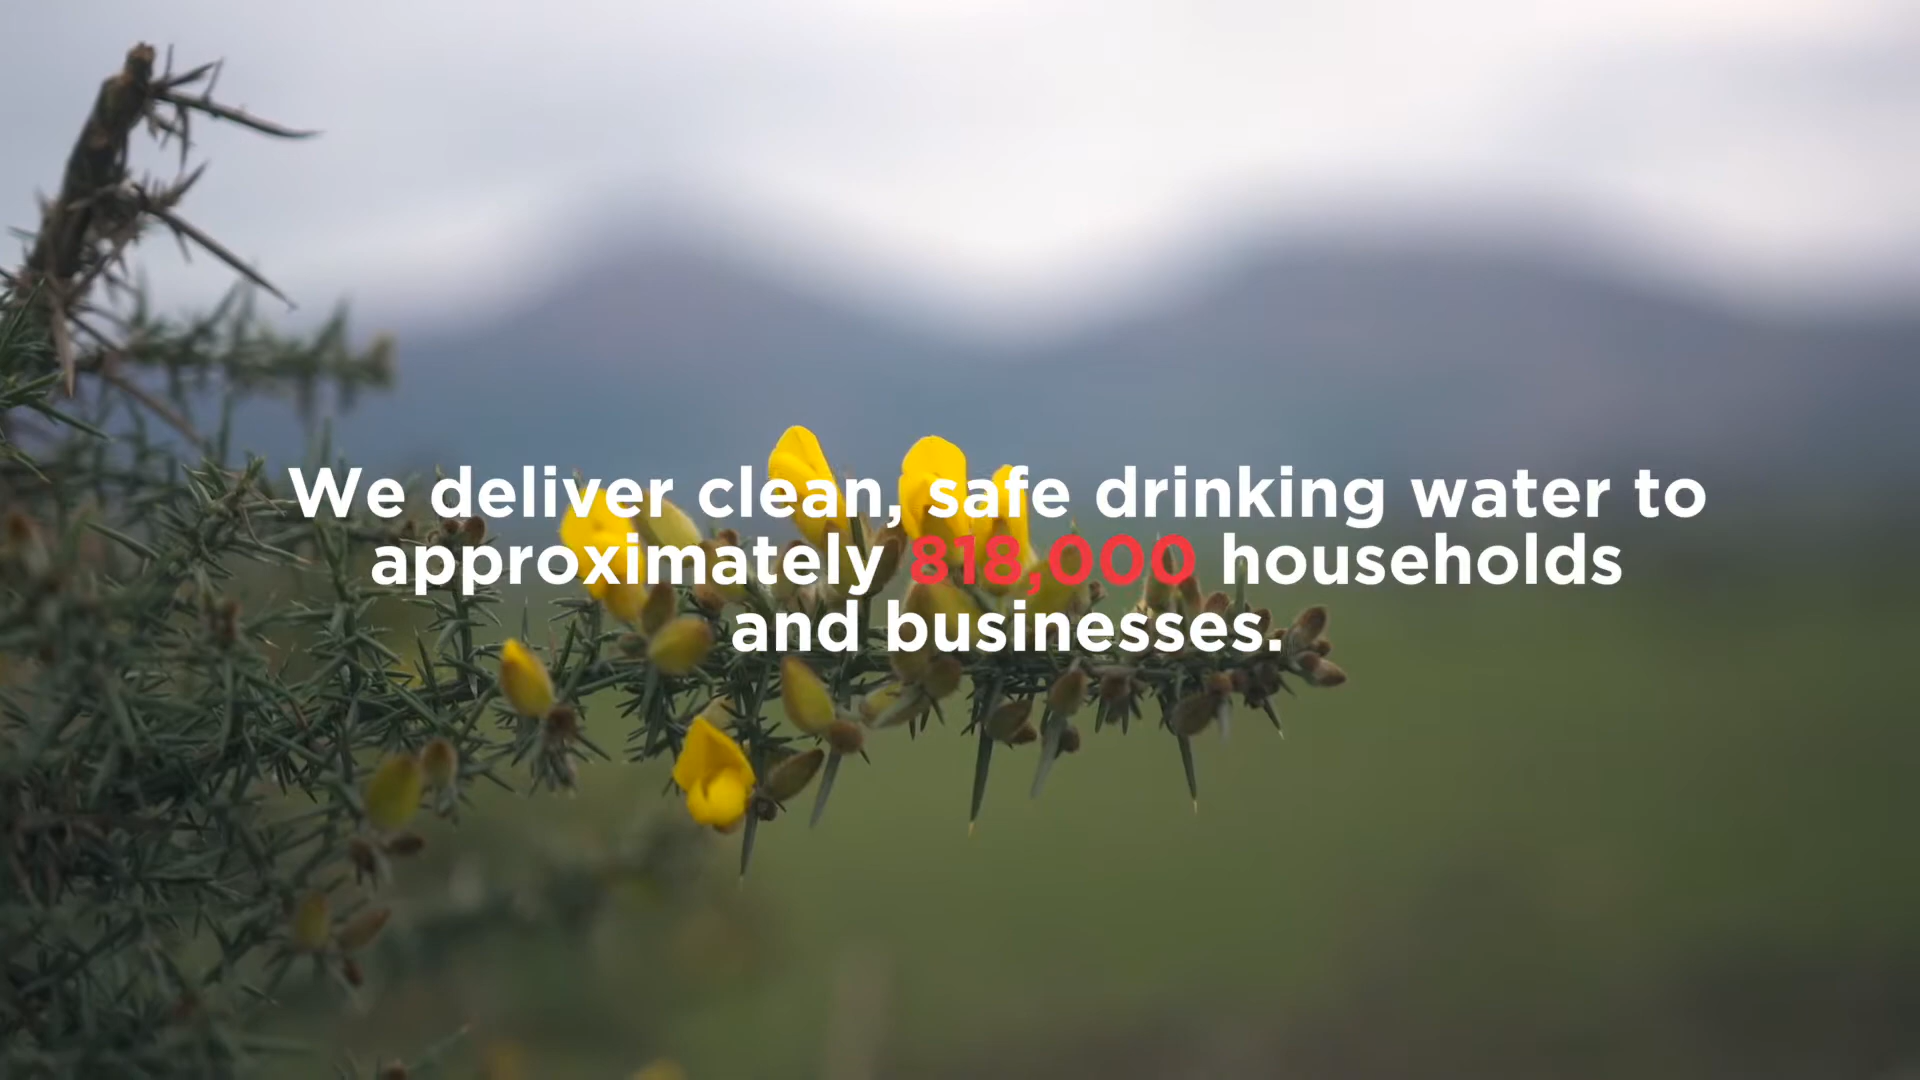 We deliver clean, safe drinking water to
approximately 818,000 households
and businesses.